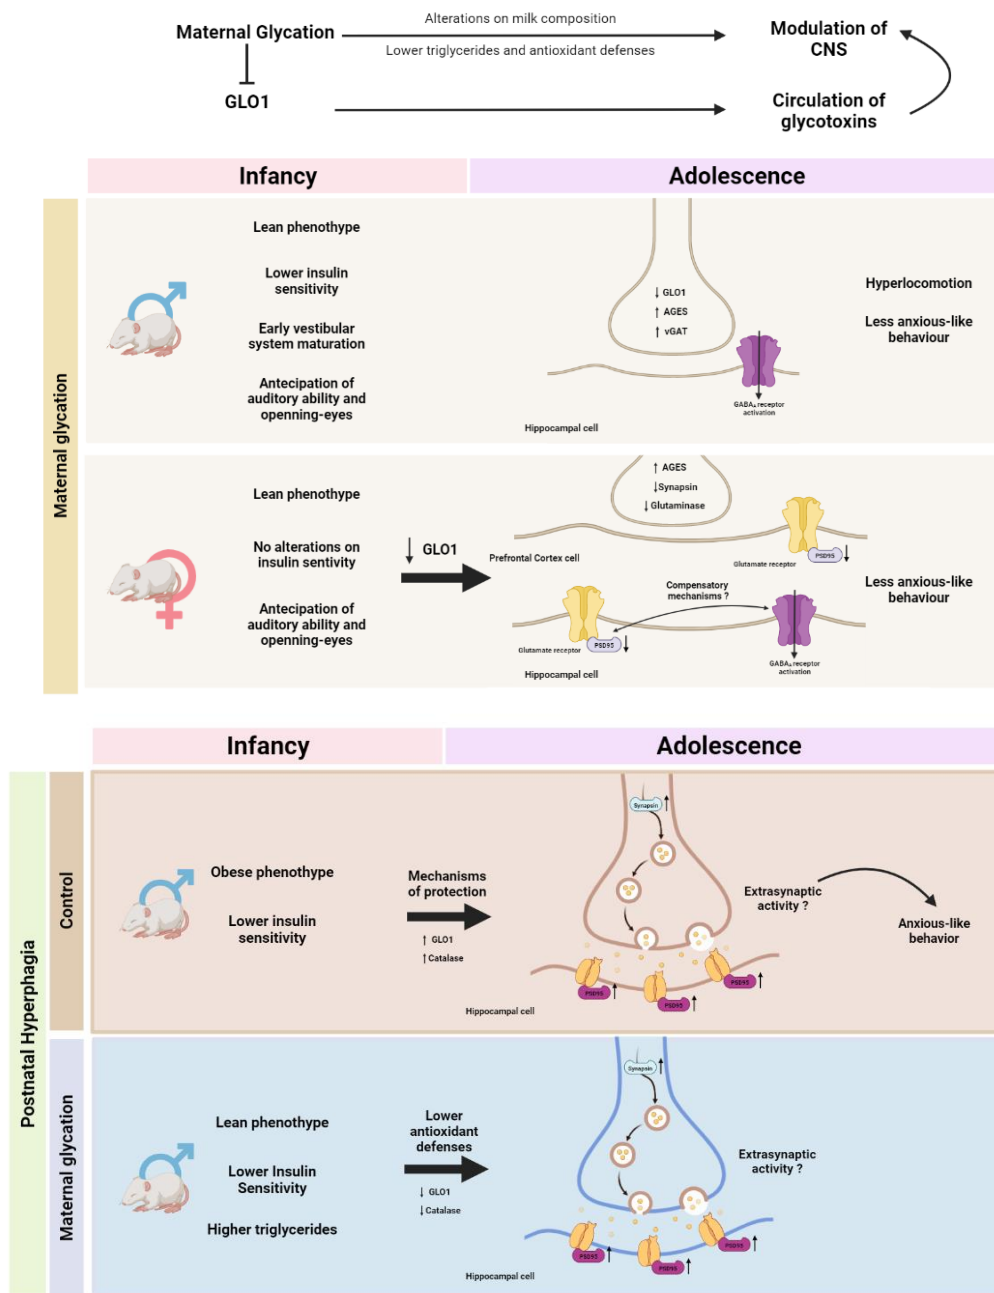 Maternal Glycation
Alterations on milk composition
Lower triglycerides and antioxidant defenses
Modulation of
CNS
GLO1
Circulation of
glycotoxins
Infancy
Adolescence
Maternal glycation
Lean phenothype
Lower insulin
sensitivity
Early vestibular
system maturation
Antecipation of
auditory ability and
openning-eyes
↓ GLO1
↑ AGES
↑ vGAT
GABAA receptor
activation
Hippocampal cell
Hyperlocomotion
Less anxious-like
behaviour
Lean phenothype
No alterations on
insulin sentivity
Antecipation of
auditory ability and
openning-eyes
↓ GLO1
↑ AGES
↓Synapsin
↓ Glutaminase
Prefrontal Cortex cell
Glutamate receptor
PSD95
Compensatory
mechanisms ?
Glutamate receptor
PSD95
GABAA receptor
activation
Hippocampal cell
Less anxious-like
behaviour
Infancy
Adolescence
Postnatal Hyperphagia
Control
Obese phenothype
Lower insulin
sensitivity
Mechanisms
of protection
↑ GLO1
↑ Catalase
Synapsin
PSD95
PSD95
PSD95
Hippocampal cell
Extrasynaptic
activity ?
Anxious-like
behavior
Maternal glycation
Lean phenothype
Lower Insulin
Sensitivity
Higher triglycerides
Lower
antioxidant
defenses
↓ GLO1
↓ Catalase
Synapsin
PSD95
PSD95
PSD95
Hippocampal cell
Extrasynaptic
activity ?